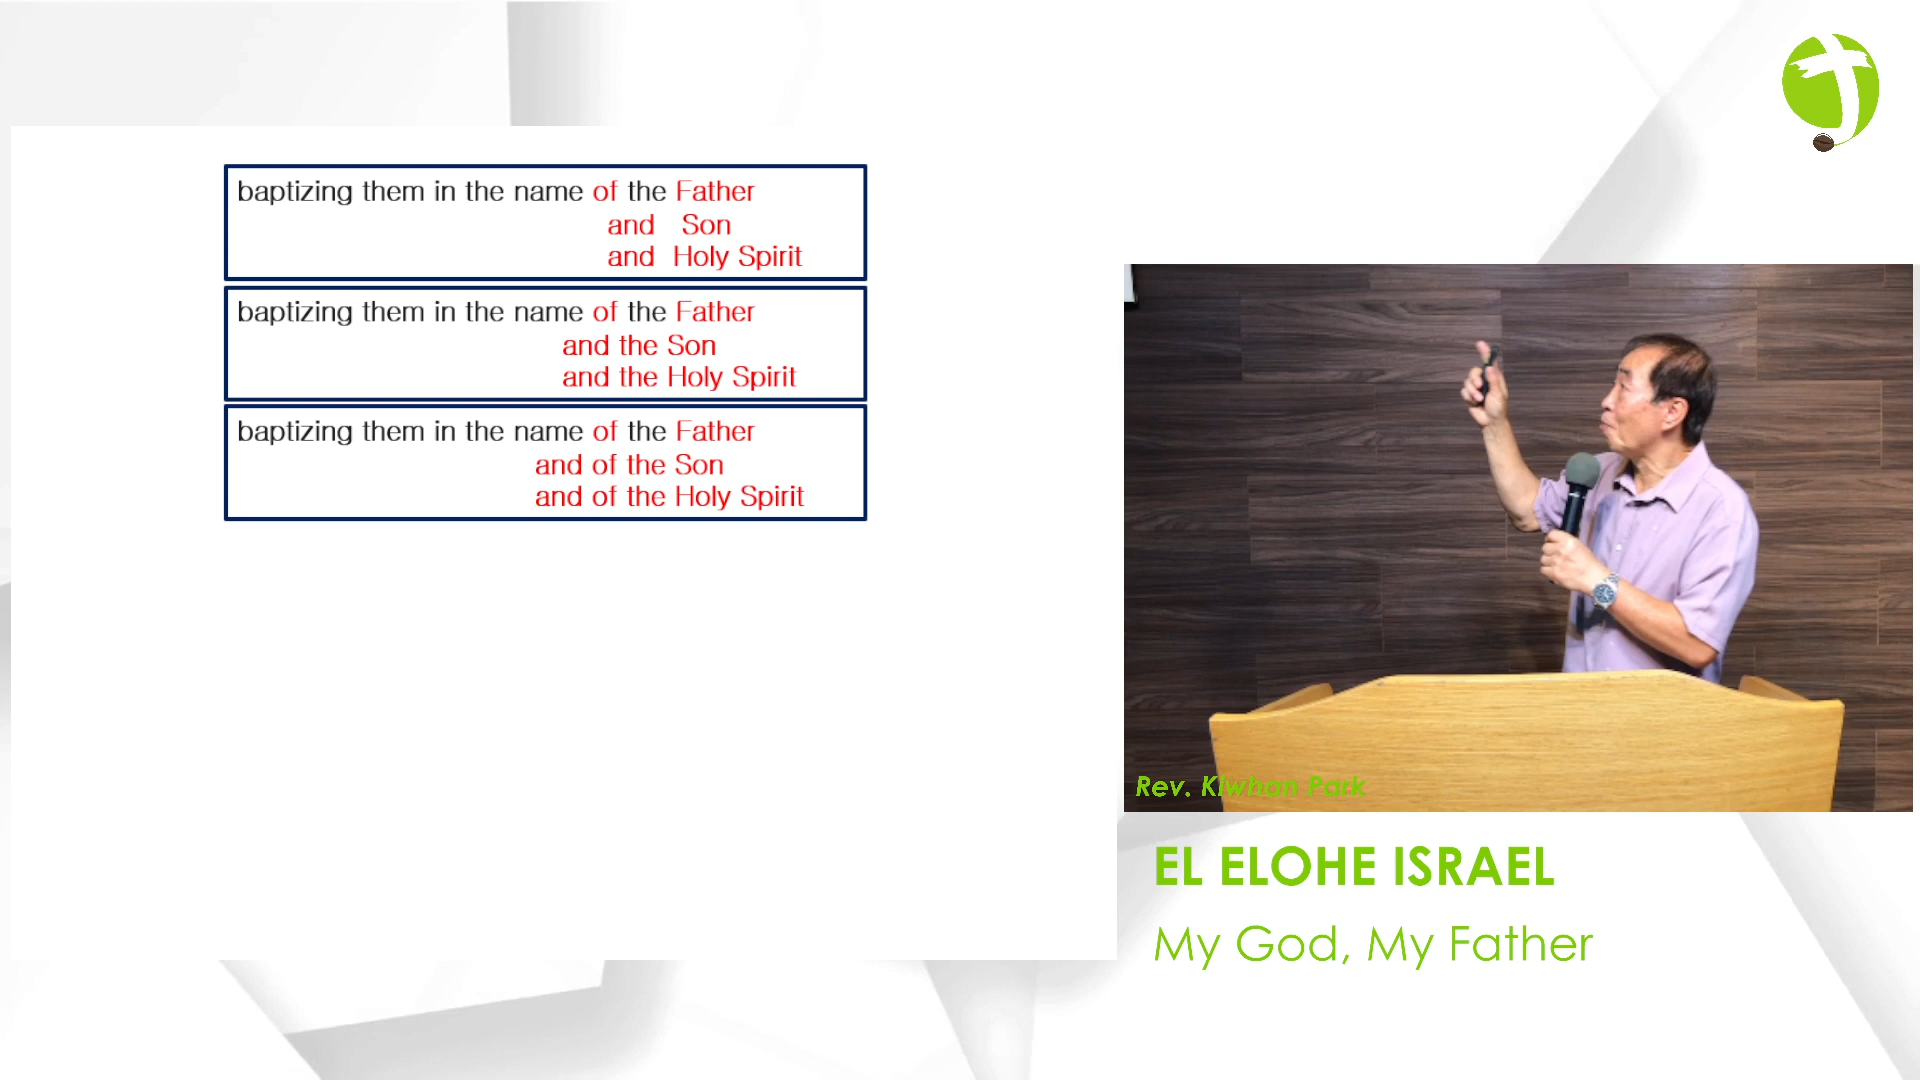 baptizing them in the name of the Father
and Son
and Holy Spirit
baptizing them in the name of the Father
and the Son
and the Holy Spirit
baptizing them in the name of the Father
and of the Son
and of the Holy Spirit
Rev. Kiwhan Park
EL ELOHE ISRAEL
My God, My Father